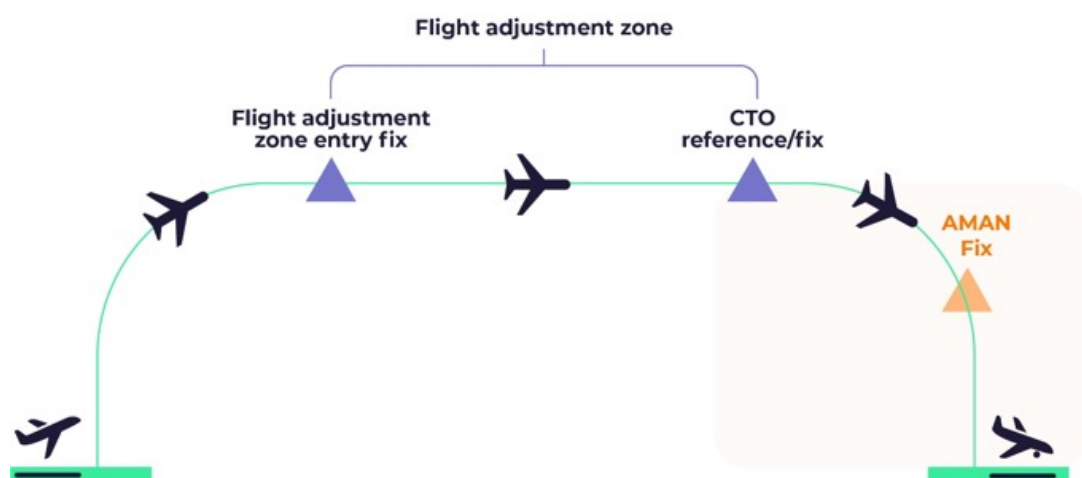 Flight adjustment zone
Flight adjustment
zone entry fix
CTO
reference/fix
AMAN
Fix